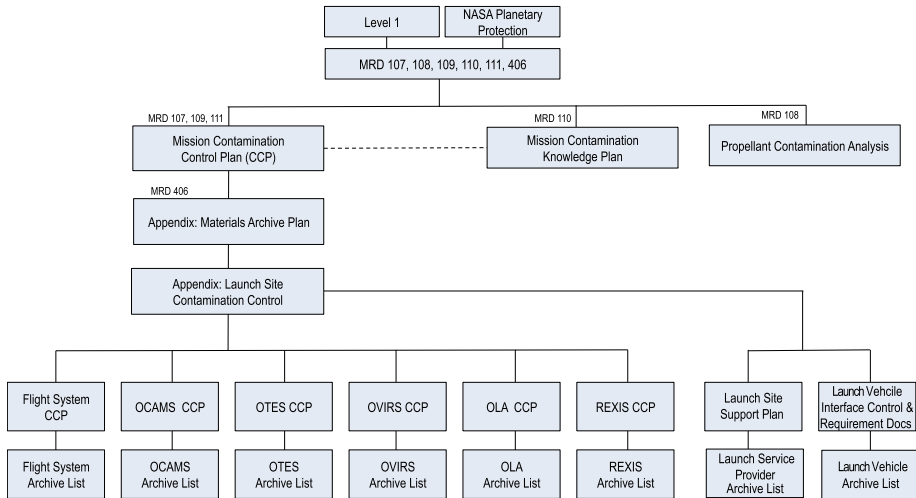 Level 1
NASA Planetary
Protection
MRD 107, 108, 109, 110, 111, 406
MRD 107, 109, 111
Mission Contamination
Control Plan (CCP)
MRD 110
Mission Contamination
Knowledge Plan
MRD 108
Propellant Contamination Analysis
MRD 406
Appendix: Materials Archive Plan
Appendix: Launch Site
Contamination Control
Flight System
CCP
OCAMS CCP
OTES CCP
OVIRS CCP
OLA CCP
REXIS CCP
Launch Site
Support Plan
Launch Vehcile
Interface Control &
Requirement Docs
Flight System
Archive List
OCAMS
Archive List
OTES
Archive List
OVIRS
Archive List
OLA
Archive List
REXIS
Archive List
Launch Service
Provider
Archive List
Launch Vehicle
Archive List